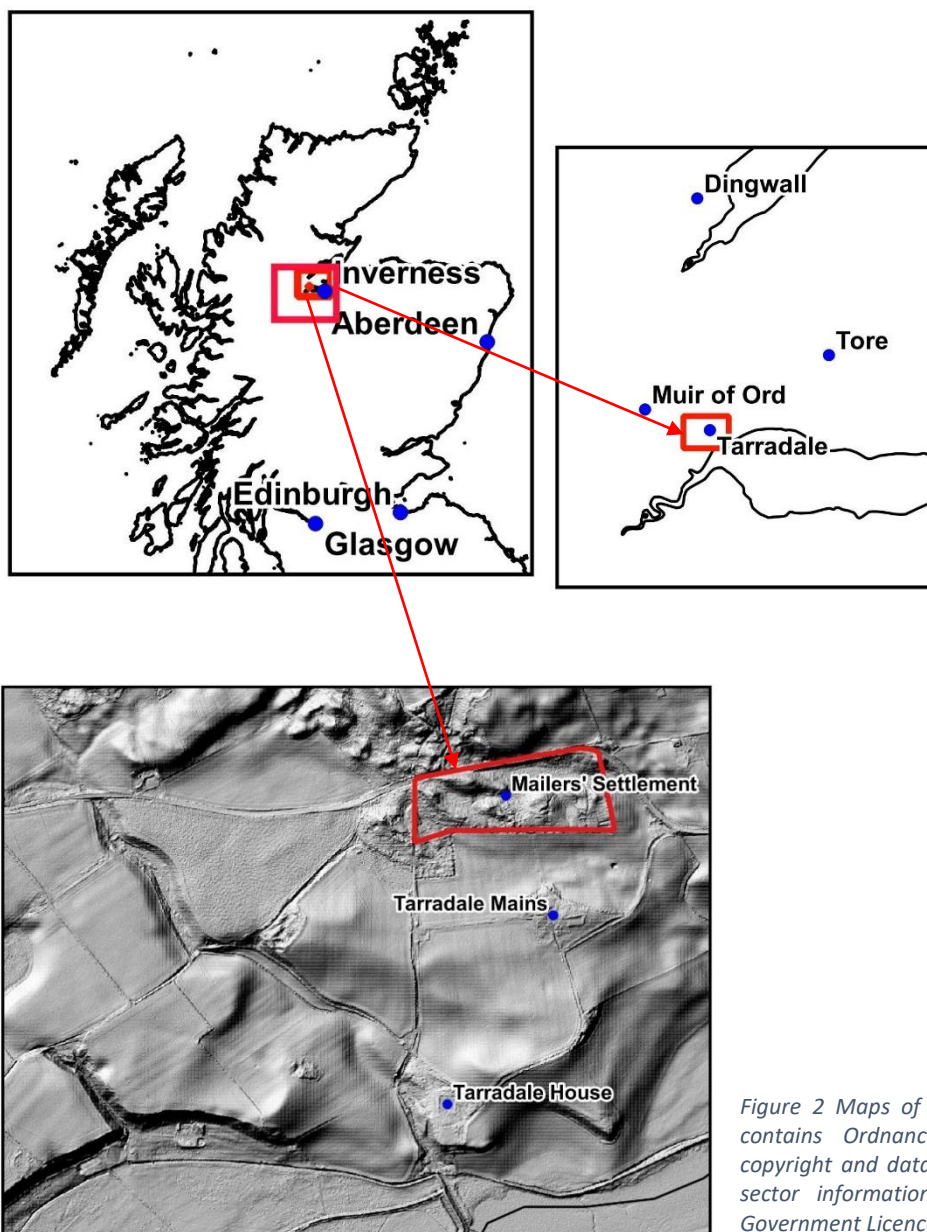 Inverness
Aberdeen
Edinburgh
Glasgow
Dingwall
Tore
Muir of Ord
Tarradale
Mailers' Settlement
Tarradale Mains
Tarradale House
Figure 2 Maps of
contains Ordnanc
copyright and data
sector information
Government Licence